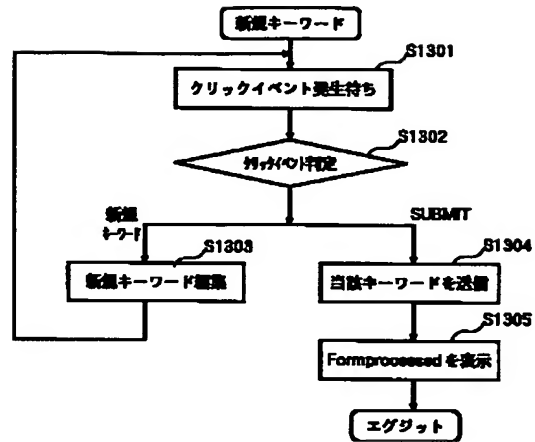 新規キーワード
S1301
クリックイベント発生待ち
S1302
クリックイベント判定
新規
キーワード
SUBMIT
S1303
新規キーワード編集
S1304
当該キーワードを送信
S1305
Formprocessedを表示
エグジット